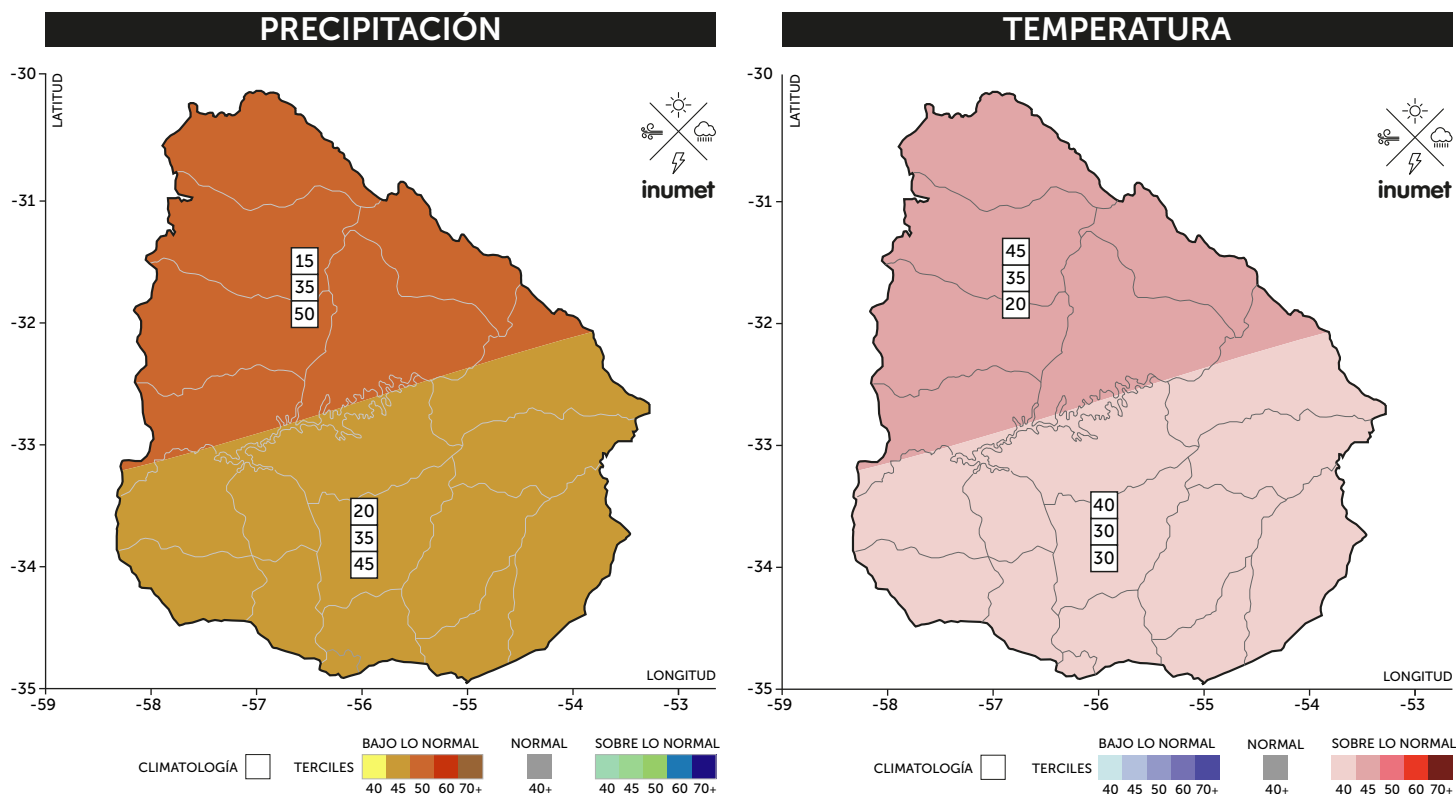 PRECIPITACIÓN
-30
-31
-32
-33
-34
-35
LATITUD
inumet
15
35
50
20
35
45
LONGITUD
-59 -58 -57 -56 -55 -54 -53
CLIMATOLOGÍA
TERCILES
BAJO LO NORMAL
40 45 50 60 70+
NORMAL
40+
SOBRE LO NORMAL
40 45 50 60 70+
TEMPERATURA
-30
-31
-32
-33
-34
-35
LATITUD
inumet
45
35
20
40
30
30
LONGITUD
-59 -58 -57 -56 -55 -54 -53
CLIMATOLOGÍA
TERCILES
BAJO LO NORMAL
40 45 50 60 70+
NORMAL
40+
SOBRE LO NORMAL
40 45 50 60 70+